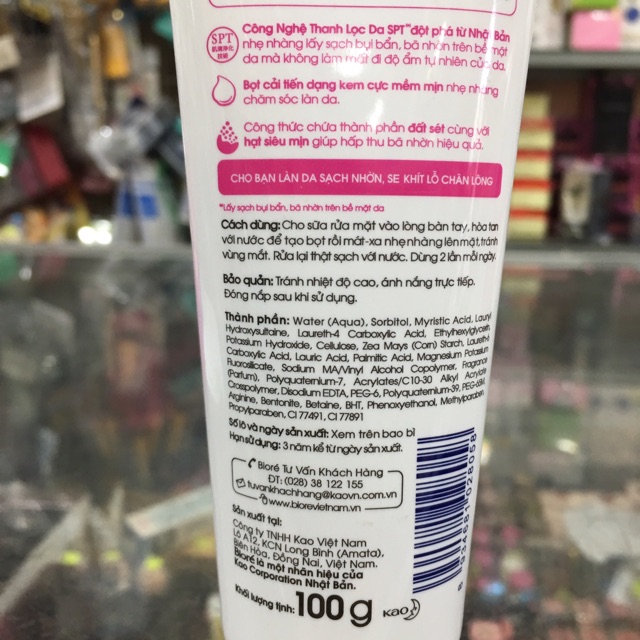 SPT
肌純浄化
技術
Công Nghệ Thanh Lọc Da SPT™ đột phá từ Nhật Bản
nhẹ nhàng lấy sạch bụi bẩn, bã nhờn trên bề mặt
da mà không làm mất đi độ ẩm tự nhiên của da.
Bọt cải tiến dạng kem cực mềm mịn nhẹ nhàng
chăm sóc làn da.
Công thức chứa thành phần đất sét cùng với
hạt siêu mịn giúp hấp thu bã nhờn hiệu quả.
CHO BẠN LÀN DA SẠCH NHỜN, SE KHÍT LỖ CHÂN LÔNG
*Lấy sạch bụi bẩn, bã nhờn trên bề mặt da
Cách dùng: Cho sữa rửa mặt vào lòng bàn tay, hòa tan
với nước để tạo bọt rồi mát-xa nhẹ nhàng lên mặt, tránh
vùng mắt. Rửa lại thật sạch với nước. Dùng 2 lần mỗi ngày.
Bảo quản: Tránh nhiệt độ cao, ánh nắng trực tiếp.
Đóng nắp sau khi sử dụng.
Thành phần: Water (Aqua), Sorbitol, Myristic Acid, Lauryl
Hydroxysultaine, Laureth-4 Carboxylic Acid, Ethylhexylglycerin,
Potassium Hydroxide, Cellulose, Zea Mays (Corn) Starch, Laureth-6
Carboxylic Acid, Lauric Acid, Palmitic Acid, Magnesium Potassium
Fluorosilicate, Sodium MA/Vinyl Alcohol Copolymer, Fragrance
(Parfum), Polyquaternium-7, Acrylates/C10-30 Alkyl Acrylate
Crosspolymer, Disodium EDTA, PEG-6, Polyquaternium-39, PEG-65M,
Arginine, Bentonite, Betaine, BHT, Phenoxyethanol, Methylparaben,
Propylparaben, CI 77491, CI 77891
Số lô và ngày sản xuất: Xem trên bao bì
Hạn sử dụng: 3 năm kể từ ngày sản xuất.
Bioré Tư Vấn Khách Hàng
ĐT: (028) 38 122 155
tuvankhachhang@kaovn.com.vn
www.biorevietnam.vn
Sản xuất tại:
Công ty TNHH Kao Việt Nam
Lô A12, KCN Long Bình (Amata),
Biên Hòa, Đồng Nai, Việt Nam.
Bioré là một nhãn hiệu của
Kao Corporation Nhật Bản.
Khối lượng tịnh: 100g
Kao
8 934681 028058